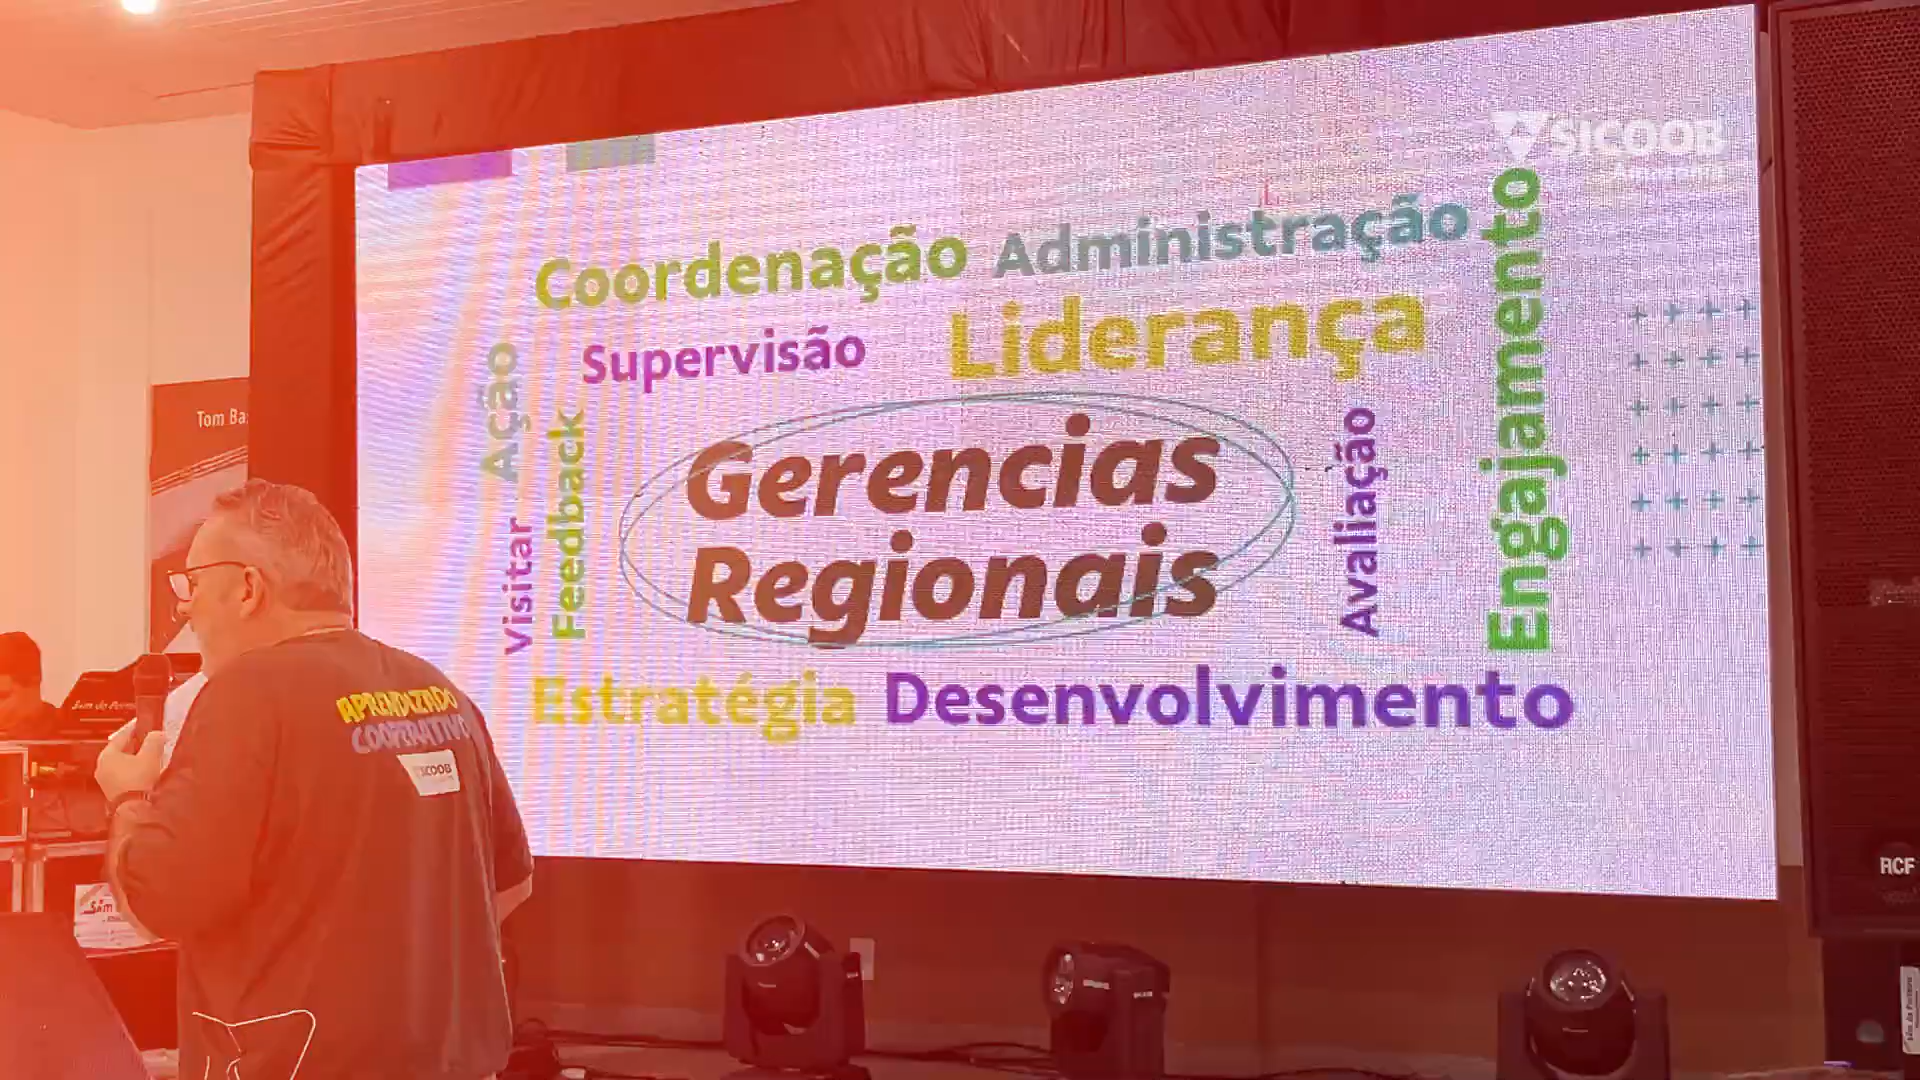 SICOOB
Coordenação Administração
Supervisão Liderança
Ação
Engajamento
Tom Ba
Feedback
Visitar
Gerencias
Regionais
Avaliação
Estratégia Desenvolvimento
APRENDIZADO
COOPERATIVO
SICOOB
RCF